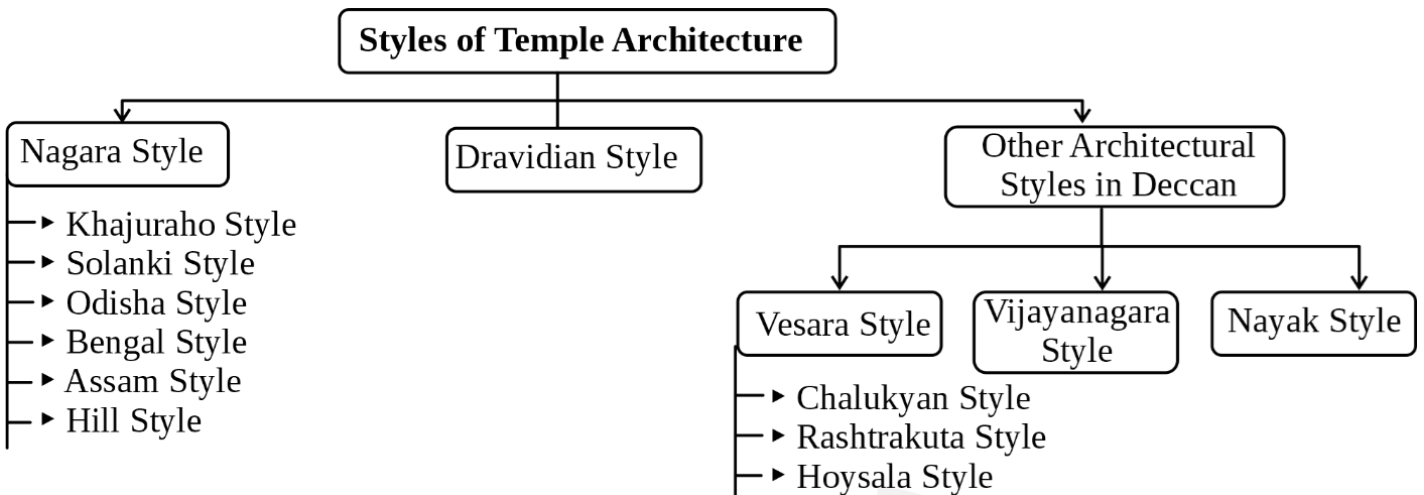 Styles of Temple Architecture
Nagara Style
Dravidian Style
Other Architectural
Styles in Deccan
Khajuraho Style
Solanki Style
Odisha Style
Bengal Style
Assam Style
Hill Style
Vesara Style
Vijayanagara
Style
Nayak Style
Chalukyan Style
Rashtrakuta Style
Hoysala Style